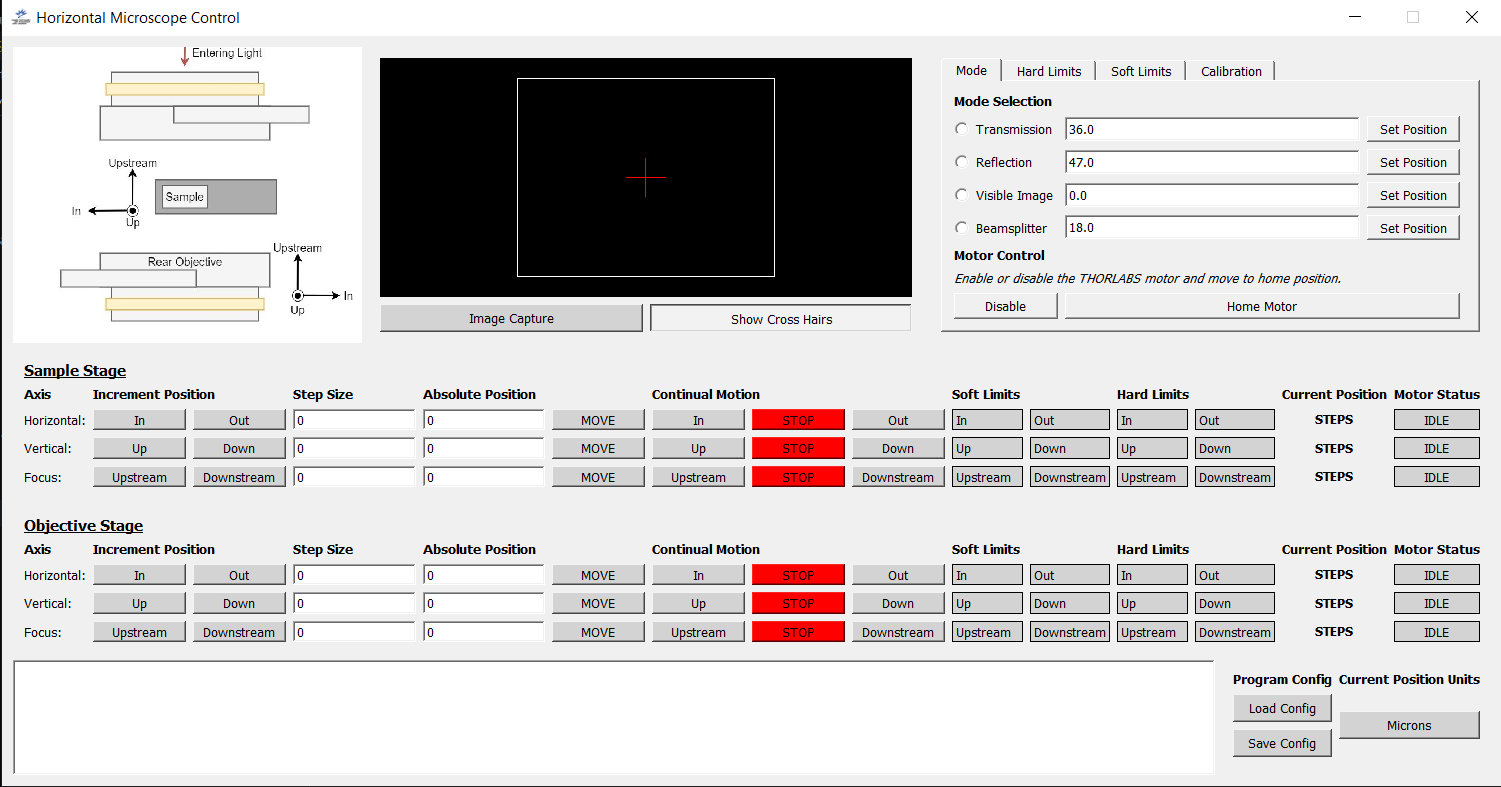 Horizontal Microscope Control
Entering Light
Upstream
Sample
In
Up
Upstream
Rear Objective
In
Up
Image Capture
Show Cross Hairs
Mode Hard Limits Soft Limits Calibration
Mode Selection
Transmission 36.0 Set Position
Reflection 47.0 Set Position
Visible Image 0.0 Set Position
Beamsplitter 18.0 Set Position
Motor Control
Enable or disable the THORLABS motor and move to home position.
Disable Home Motor
Sample Stage
Axis Increment Position Step Size Absolute Position Continual Motion Soft Limits Hard Limits Current Position Motor Status
Horizontal: In Out 0 0 MOVE In STOP Out In Out In Out STEPS IDLE
Vertical: Up Down 0 0 MOVE Up STOP Down Up Down Up Down STEPS IDLE
Focus: Upstream Downstream 0 0 MOVE Upstream STOP Downstream Upstream Downstream Upstream Downstream STEPS IDLE
Objective Stage
Axis Increment Position Step Size Absolute Position Continual Motion Soft Limits Hard Limits Current Position Motor Status
Horizontal: In Out 0 0 MOVE In STOP Out In Out In Out STEPS IDLE
Vertical: Up Down 0 0 MOVE Up STOP Down Up Down Up Down STEPS IDLE
Focus: Upstream Downstream 0 0 MOVE Upstream STOP Downstream Upstream Downstream Upstream Downstream STEPS IDLE
Program Config Current Position Units
Load Config
Microns
Save Config